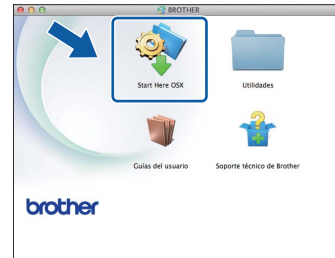 BROTHER
Start Here OSX
Utilidades
Guías del usuario
Soporte técnico de Brother
brother